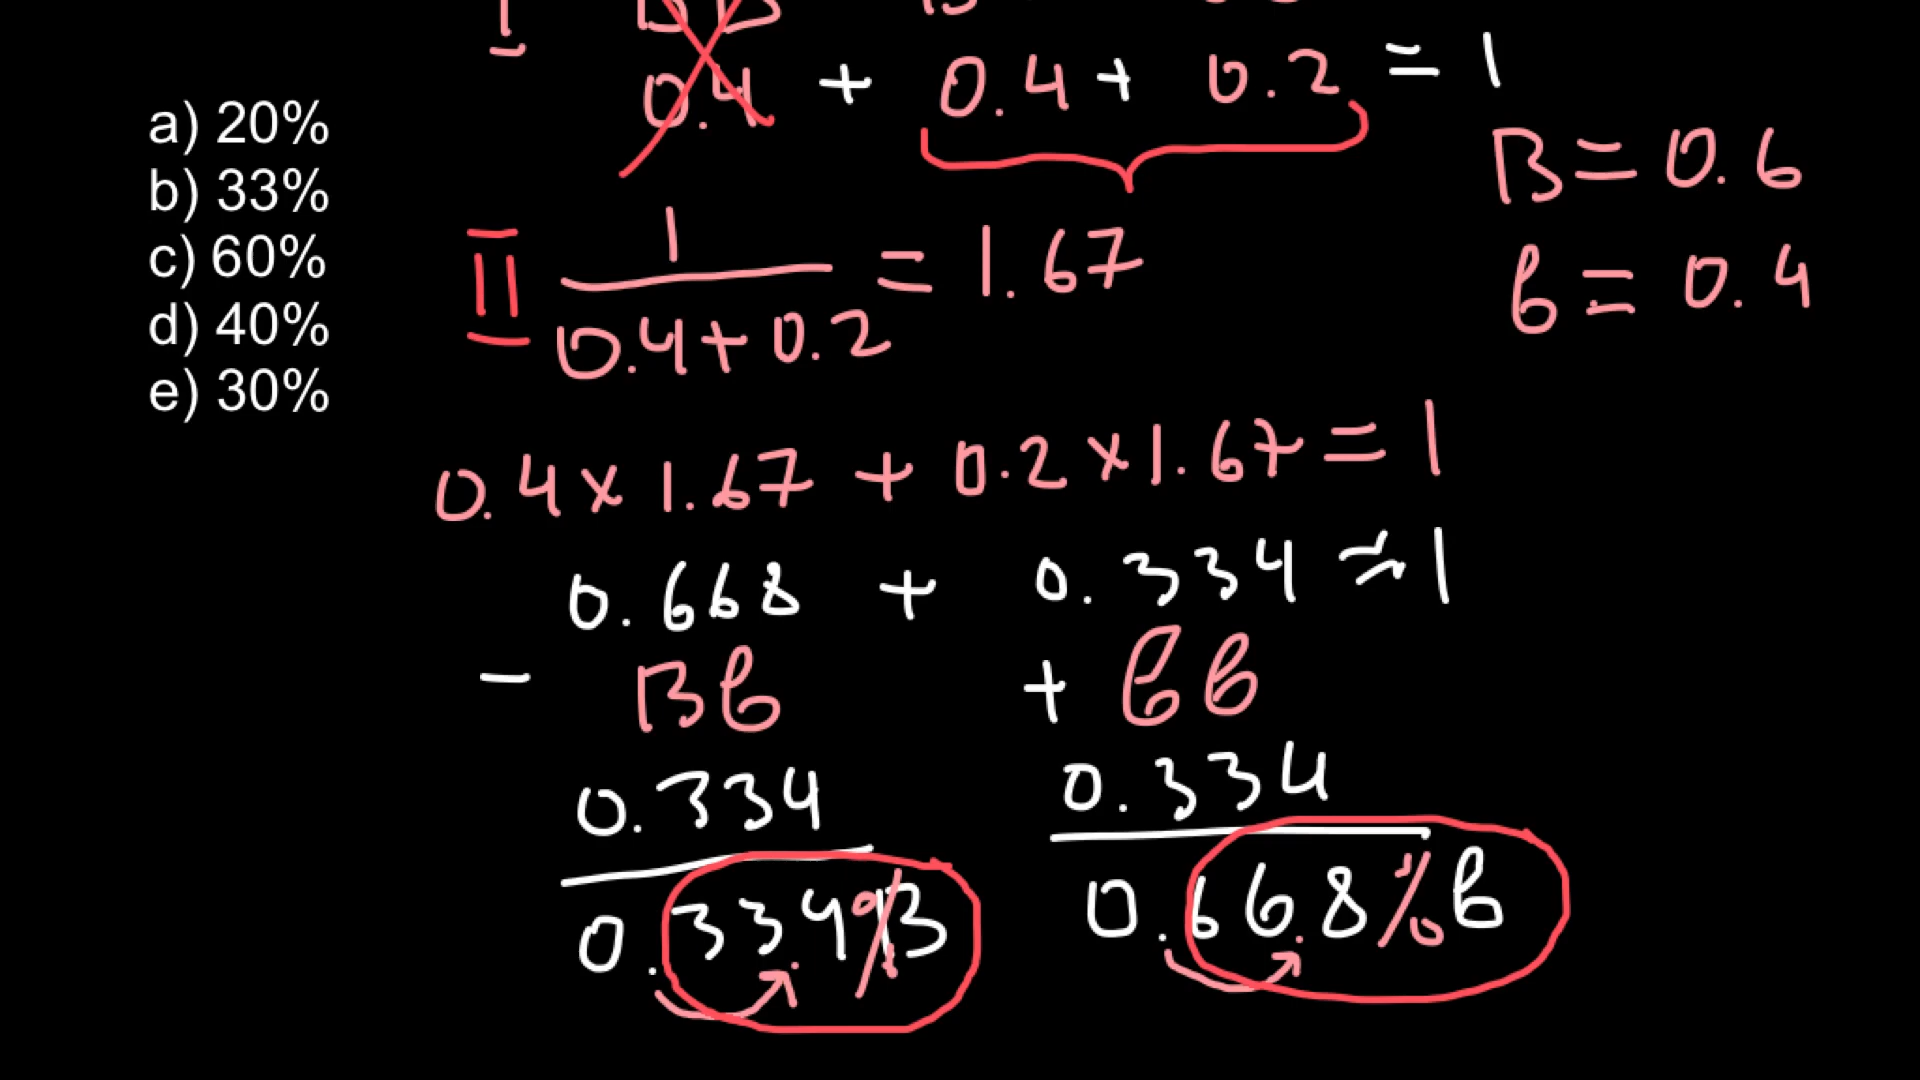 0.4 + 0.4 + 0.2 = 1
a) 20%
b) 33%
c) 60%
d) 40%
e) 30%
B = 0.6
b = 0.4
II 1/(0.4+0.2) = 1.67
0.4 x 1.67 + 0.2 x 1.67 = 1
0.668 + 0.334 ≈ 1
- Bb + bb
0.334 0.334
0.33.4% B 0.66.8% b